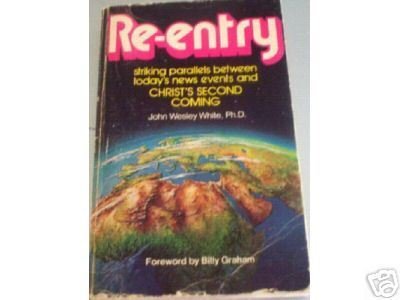 Re-entry
striking parallels between
today's news events and
CHRIST'S SECOND
COMING
John Wesley White, Ph.D.
Foreword by Billy Graham